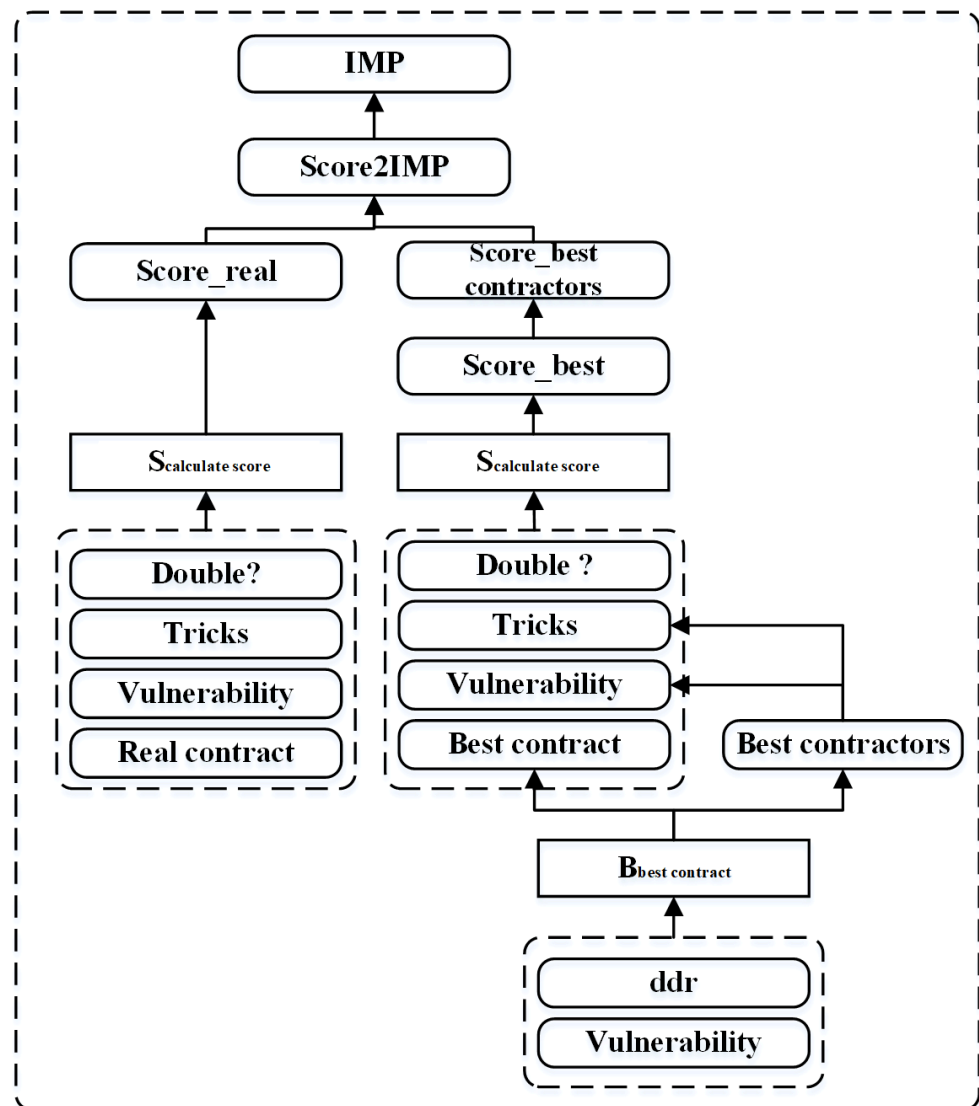 IMP
Score2IMP
Score_real
Score_best
contractors
Score_best
Scalculate score
Scalculate score
Double?
Tricks
Vulnerability
Real contract
Double ?
Tricks
Vulnerability
Best contract
Best contractors
Bbest contract
ddr
Vulnerability